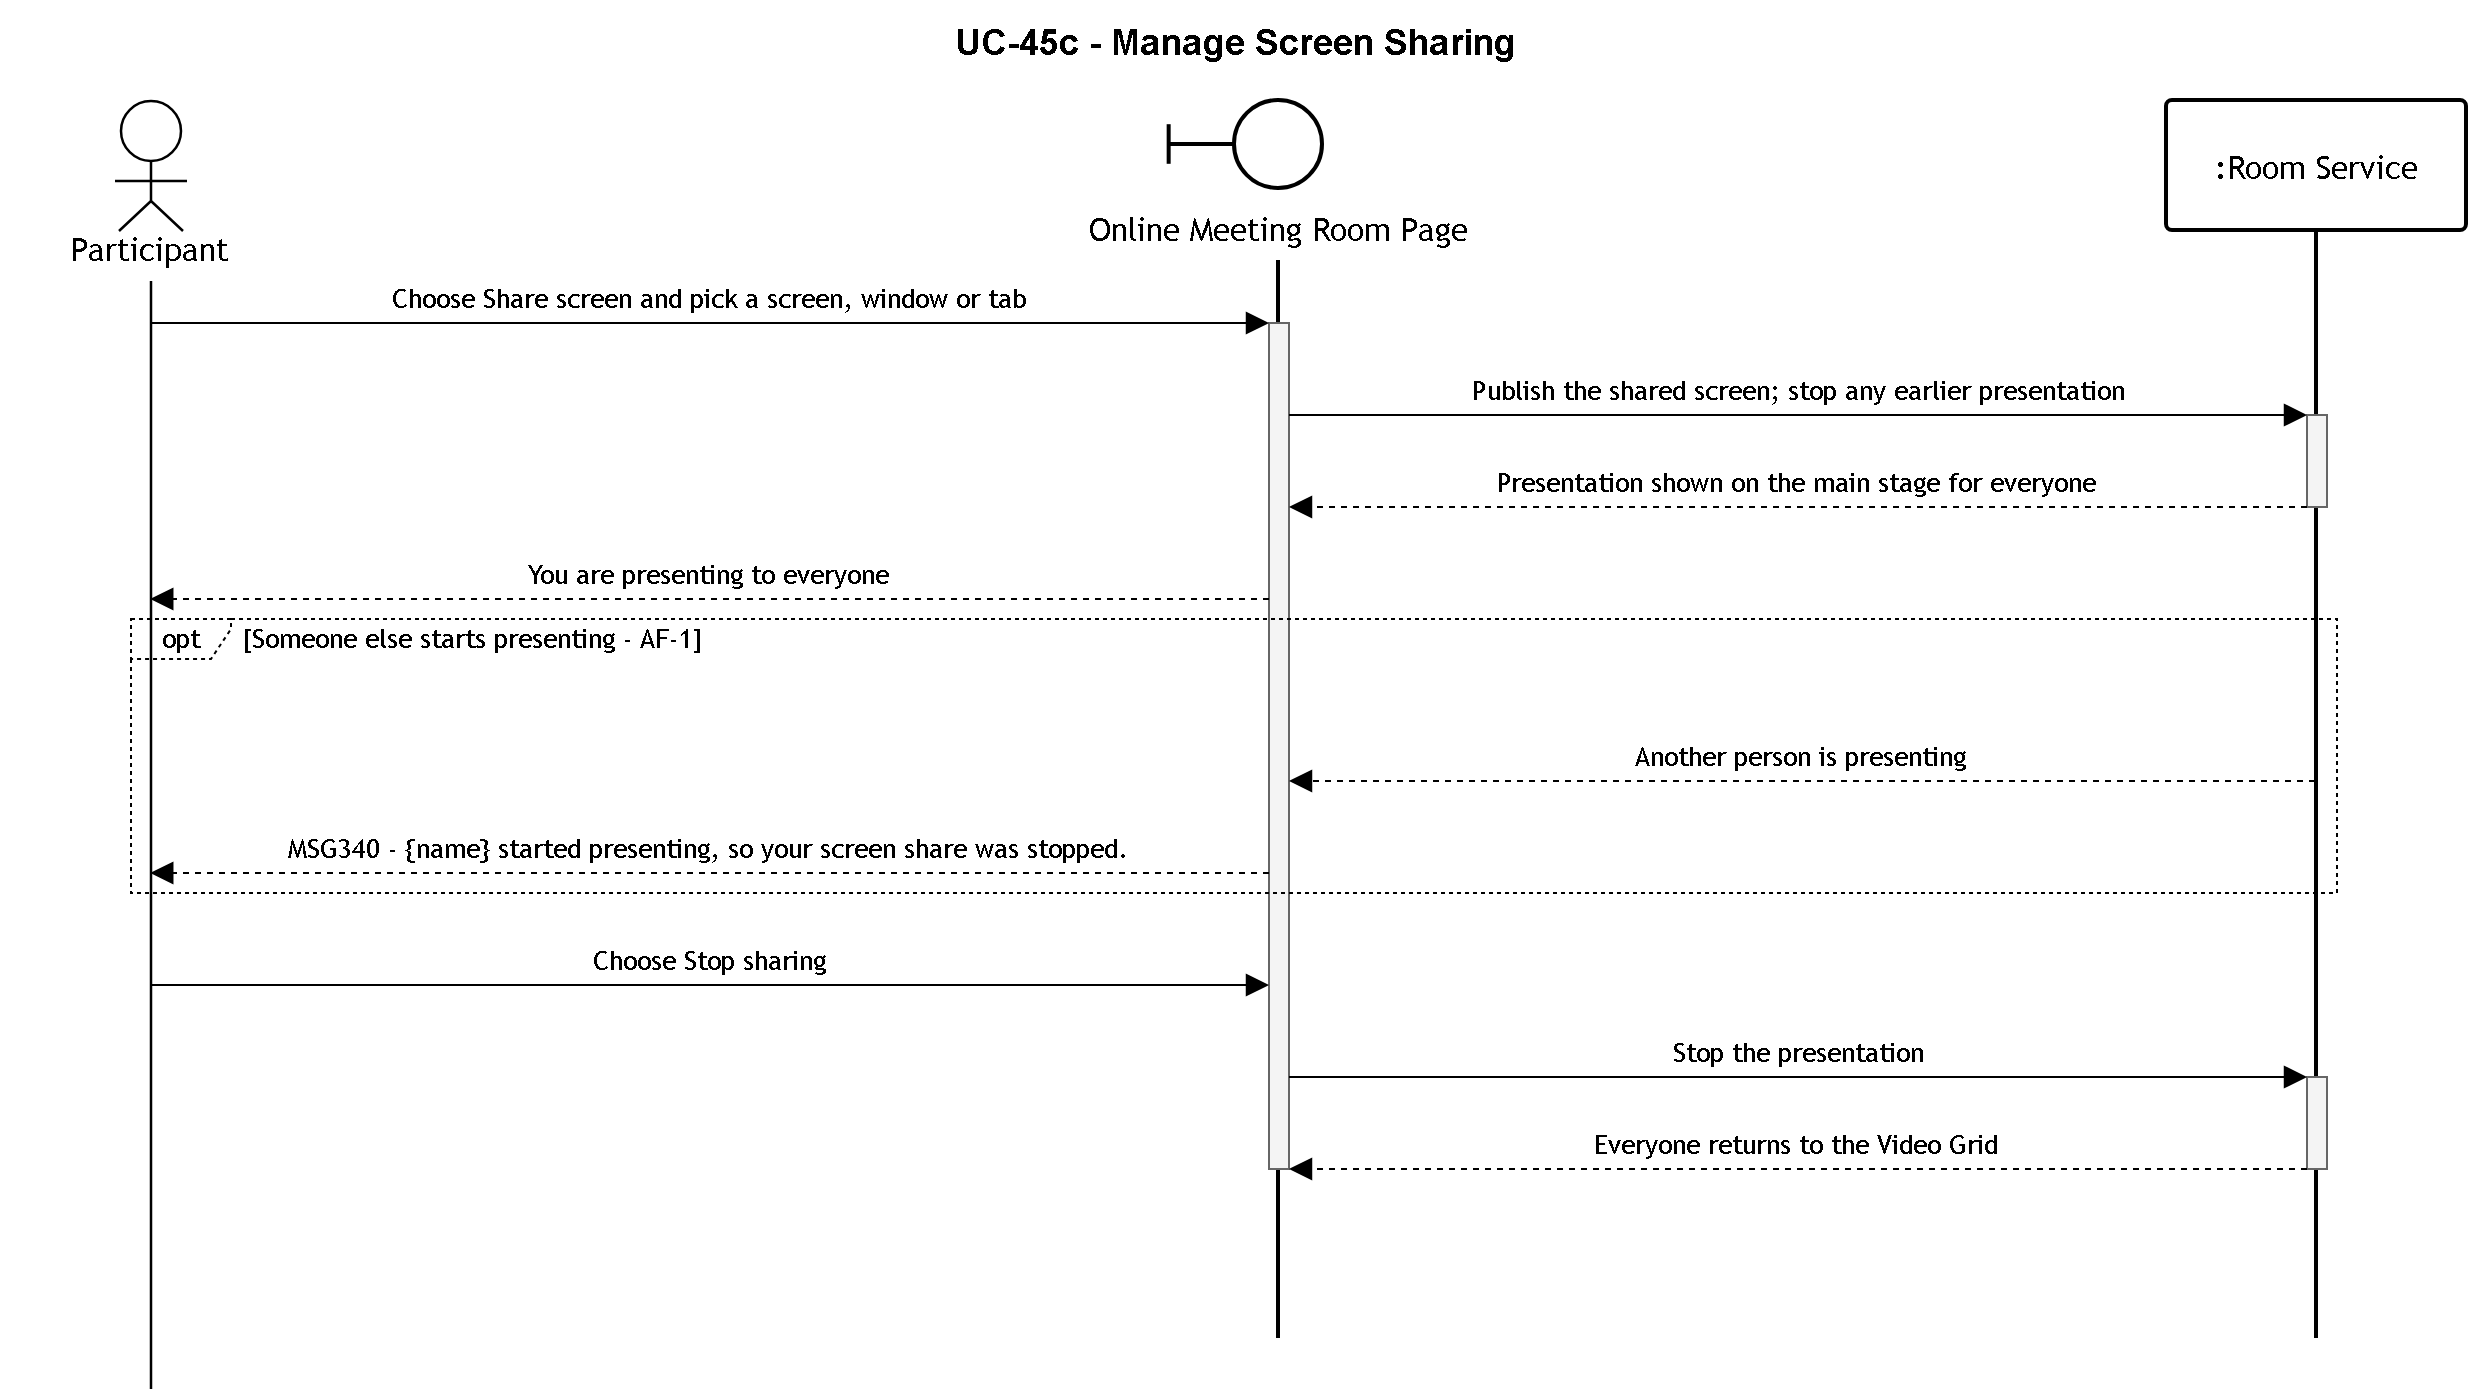 UC-45c - Manage Screen Sharing
Participant
Online Meeting Room Page
:Room Service
Choose Share screen and pick a screen, window or tab
Publish the shared screen; stop any earlier presentation
Presentation shown on the main stage for everyone
You are presenting to everyone
opt [Someone else starts presenting - AF-1]
Another person is presenting
MSG340 - {name} started presenting, so your screen share was stopped.
Choose Stop sharing
Stop the presentation
Everyone returns to the Video Grid